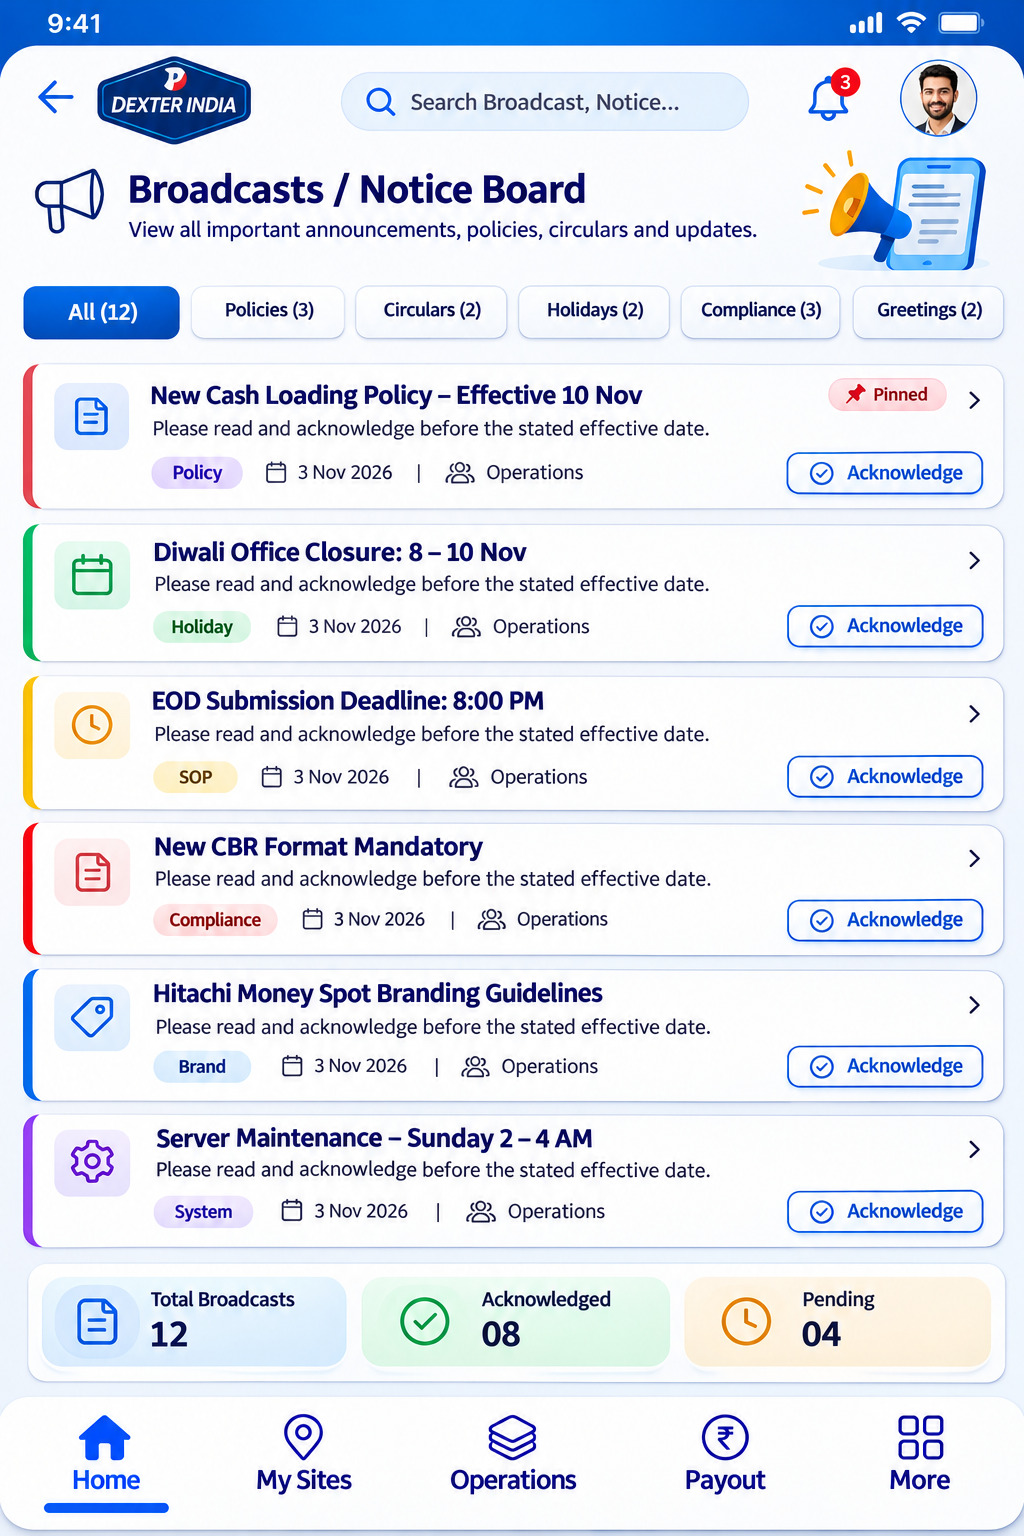 9:41
DEXTER INDIA
Search Broadcast, Notice...
3
Broadcasts / Notice Board
View all important announcements, policies, circulars and updates.
All (12)
Policies (3)
Circulars (2)
Holidays (2)
Compliance (3)
Greetings (2)
New Cash Loading Policy – Effective 10 Nov
Pinned
Please read and acknowledge before the stated effective date.
Policy
3 Nov 2026 | Operations
Acknowledge
Diwali Office Closure: 8 – 10 Nov
Please read and acknowledge before the stated effective date.
Holiday
3 Nov 2026 | Operations
Acknowledge
EOD Submission Deadline: 8:00 PM
Please read and acknowledge before the stated effective date.
SOP
3 Nov 2026 | Operations
Acknowledge
New CBR Format Mandatory
Please read and acknowledge before the stated effective date.
Compliance
3 Nov 2026 | Operations
Acknowledge
Hitachi Money Spot Branding Guidelines
Please read and acknowledge before the stated effective date.
Brand
3 Nov 2026 | Operations
Acknowledge
Server Maintenance – Sunday 2 – 4 AM
Please read and acknowledge before the stated effective date.
System
3 Nov 2026 | Operations
Acknowledge
Total Broadcasts
12
Acknowledged
08
Pending
04
Home
My Sites
Operations
₹
Payout
More